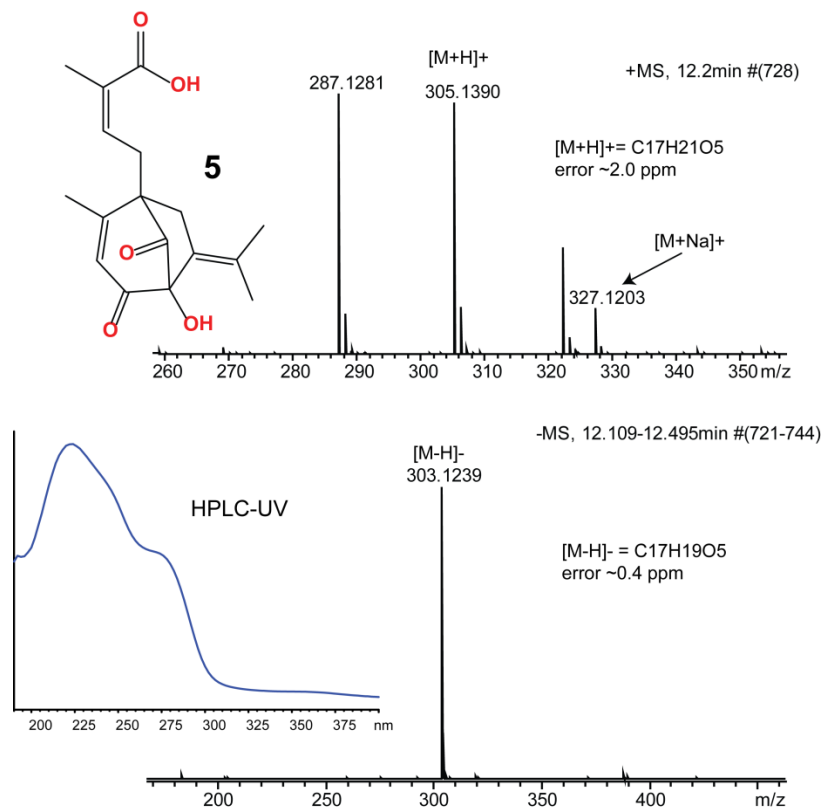 O
OH
5
O
O
OH
[M+H]+
+MS, 12.2min #(728)
287.1281
305.1390
[M+H]+= C17H21O5
error ~2.0 ppm
[M+Na]+
327.1203
260 270 280 290 300 310 320 330 340 350 m/z
-MS, 12.109-12.495min #(721-744)
[M-H]-
303.1239
HPLC-UV
[M-H]- = C17H19O5
error ~0.4 ppm
200 225 250 275 300 325 350 375 nm
200 250 300 350 400 m/z